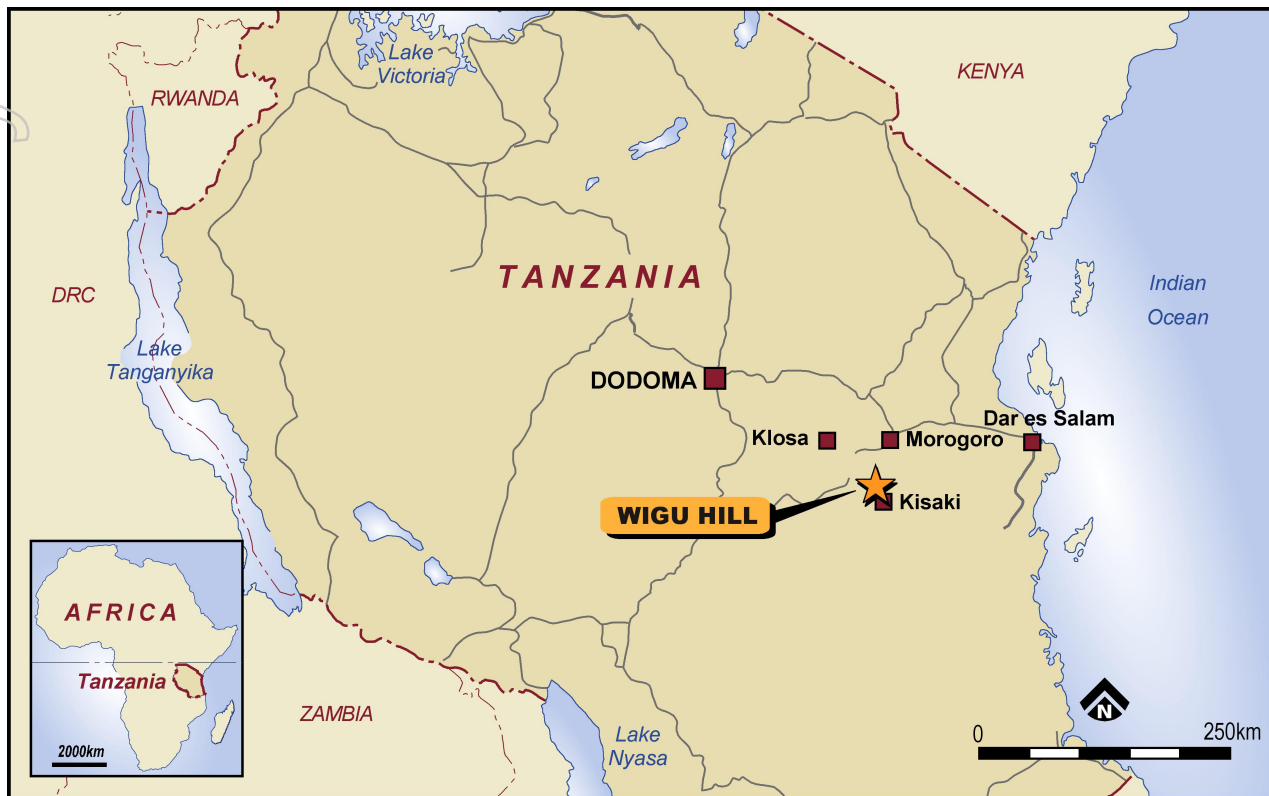 Lake
Victoria
KENYA
RWANDA
TANZANIA
Indian
Ocean
DRC
Lake
Tanganyika
DODOMA
Dar es Salam
Klosa
Morogoro
WIGU HILL
Kisaki
AFRICA
Tanzania
2000km
ZAMBIA
Lake
Nyasa
N
0
250km